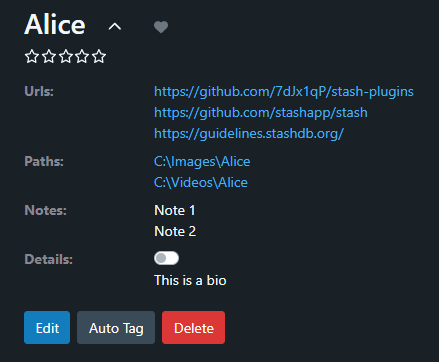 Alice
Urls:
https://github.com/7dJx1qP/stash-plugins
https://github.com/stashapp/stash
https://guidelines.stashdb.org/
Paths:
C:\Images\Alice
C:\Videos\Alice
Notes:
Note 1
Note 2
Details:
This is a bio
Edit Auto Tag Delete